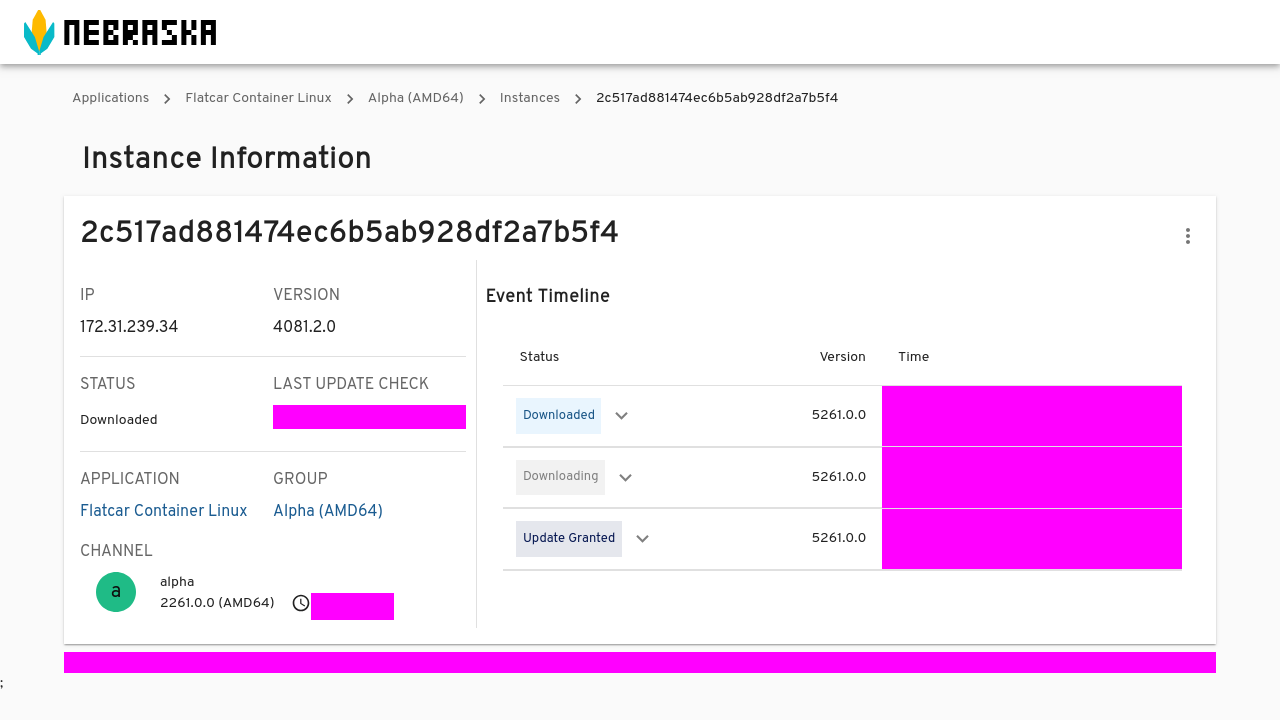 NEBRASKA
Applications > Flatcar Container Linux > Alpha (AMD64) > Instances > 2c517ad881474ec6b5ab928df2a7b5f4
Instance Information
2c517ad881474ec6b5ab928df2a7b5f4
IP VERSION
172.31.239.34 4081.2.0
STATUS LAST UPDATE CHECK
Downloaded
APPLICATION GROUP
Flatcar Container Linux Alpha (AMD64)
CHANNEL
a
alpha
2261.0.0 (AMD64)
Event Timeline
Status Version Time
Downloaded 5261.0.0
Downloading 5261.0.0
Update Granted 5261.0.0
;